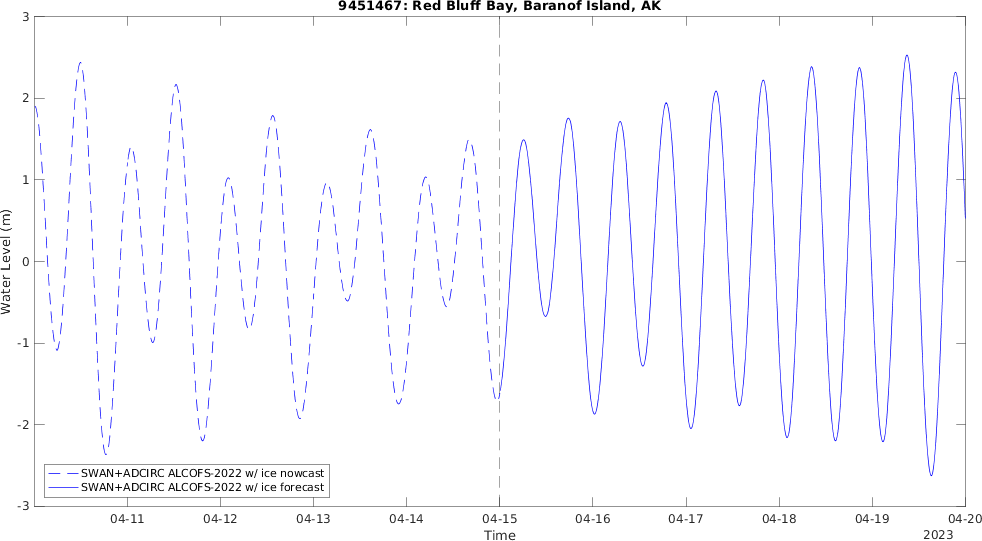 9451467: Red Bluff Bay, Baranof Island, AK
Water Level (m)
3
2
1
0
-1
-2
-3
SWAN+ADCIRC ALCOFS-2022 w/ ice nowcast
SWAN+ADCIRC ALCOFS-2022 w/ ice forecast
04-11 04-12 04-13 04-14 04-15 04-16 04-17 04-18 04-19 04-20
Time
2023